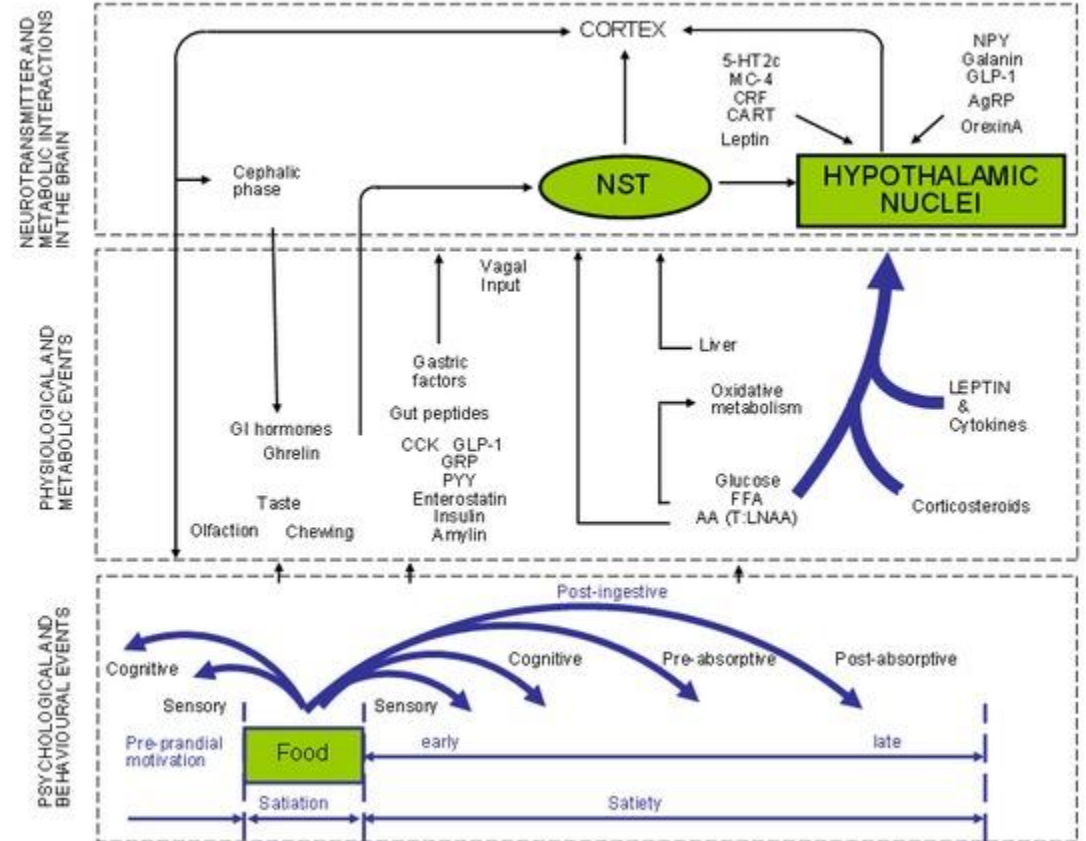 NEUROTRANSMITTER AND
METABOLIC INTERACTIONS
IN THE BRAIN
CORTEX
5-HT2c
MC-4
CRF
CART
Leptin
NPY
Galanin
GLP-1
AgRP
OrexinA
Cephalic
phase
NST
HYPOTHALAMIC
NUCLEI
PHYSIOLOGICAL AND
METABOLIC EVENTS
Vagal
Input
Gastric
factors
Liver
Oxidative
metabolism
LEPTIN
&
Cytokines
GI hormones
Ghrelin
Gut peptides
CCK GLP-1
GRP
PYY
Enterostatin
Insulin
Amylin
Glucose
FFA
AA (T:LNAA)
Corticosteroids
Taste
Olfaction Chewing
PSYCHOLOGICAL AND
BEHAVIOURAL EVENTS
Post-ingestive
Cognitive
Cognitive
Pre-absorptive
Post-absorptive
Sensory
Sensory
Pre-prandial
motivation
Food
early
late
Satiation
Satiety